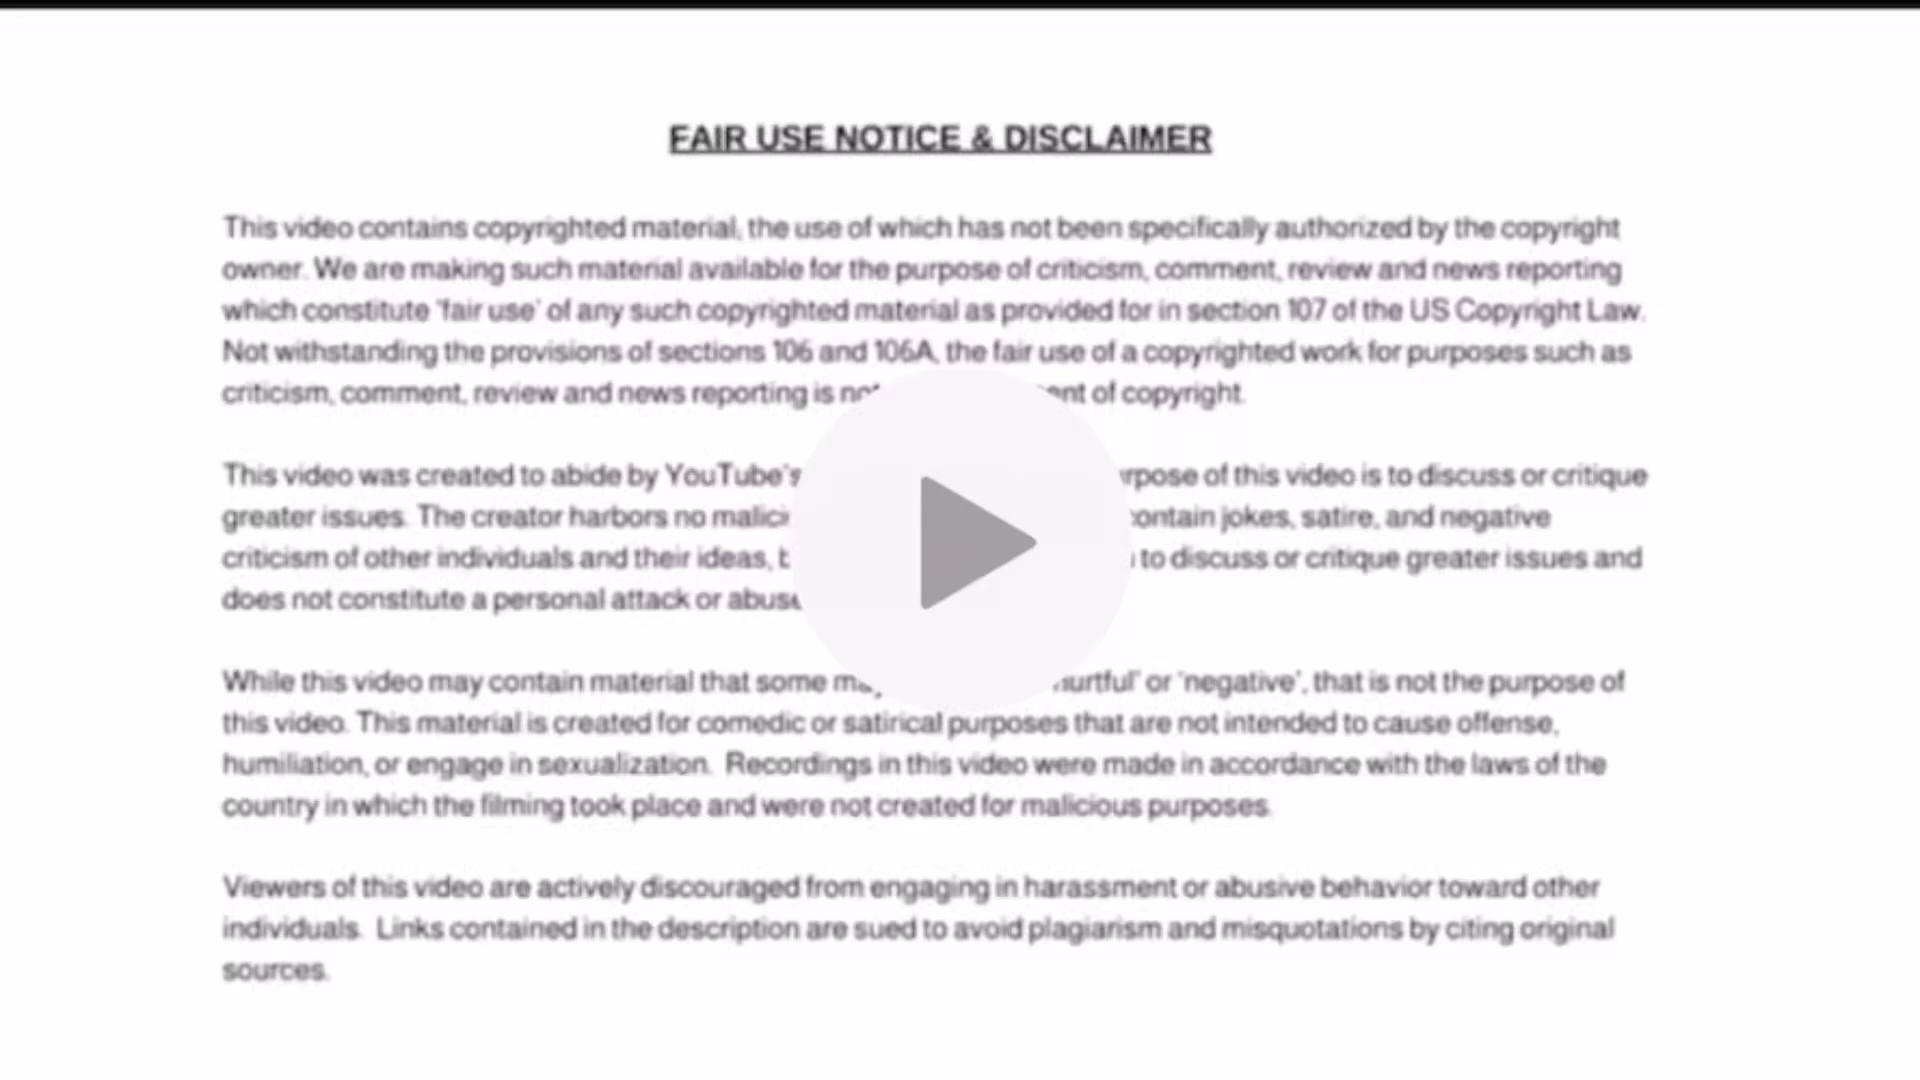 FAIR USE NOTICE & DISCLAIMER
This video contains copyrighted material, the use of which has not been specifically authorized by the copyright
owner. We are making such material available for the purpose of criticism, comment, review and news reporting
which constitute 'fair use' of any such copyrighted material as provided for in section 107 of the US Copyright Law.
Not withstanding the provisions of sections 106 and 106A, the fair use of a copyrighted work for purposes such as
criticism, comment, review and news reporting is of copyright.
This video was created to abide by YouTube's of this video is to discuss or critique
greater issues. The creator harbors no jokes, satire, and negative
criticism of other individuals and their ideas, to discuss or critique greater issues and
does not constitute a personal attack or
While this video may contain material that some or 'negative', that is not the purpose of
this video. This material is created for comedic or satirical purposes that are not intended to cause offense,
humiliation, or engage in sexualization. Recordings in this video were made in accordance with the laws of the
country in which the filming took place and were not created for malicious purposes.
Viewers of this video are actively discouraged from engaging in harassment or abusive behavior toward other
individuals. Links contained in the description are sued to avoid plagiarism and misquotations by citing original
sources.